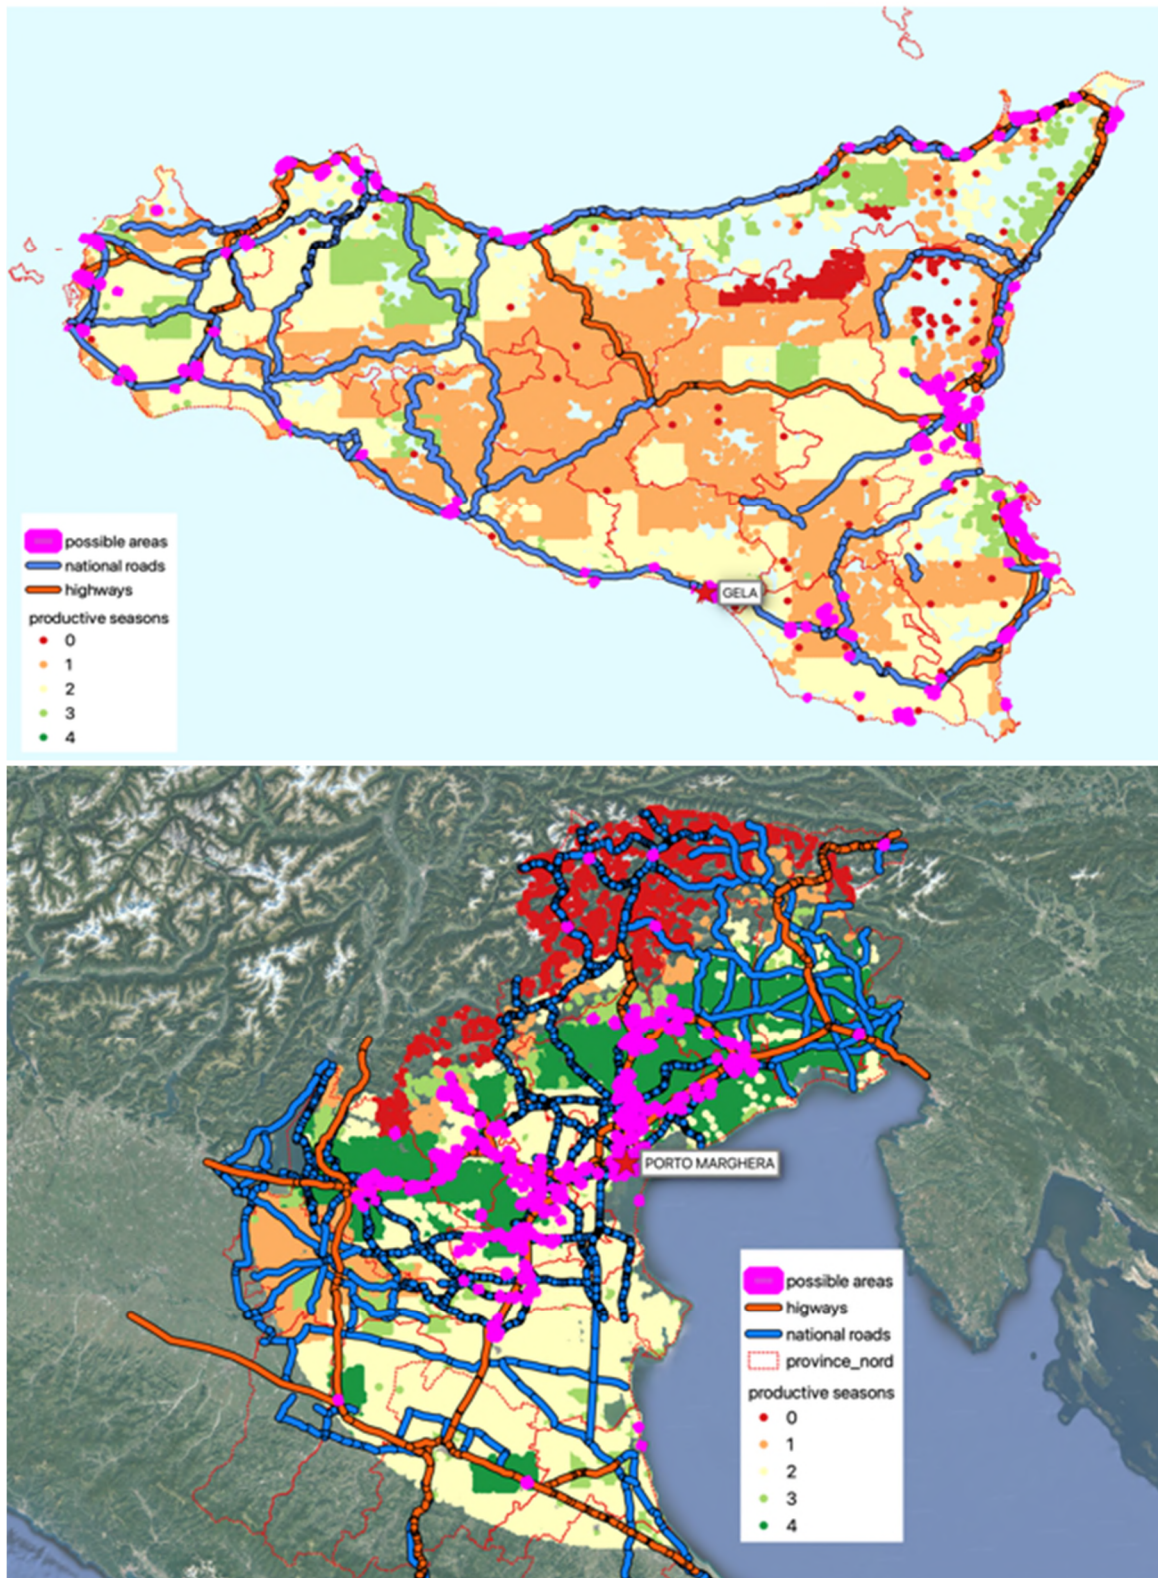 possible areas
national roads
highways
productive seasons
0
1
2
3
4
GELA
PORTO MARGHERA
possible areas
higways
national roads
province_nord
productive seasons
0
1
2
3
4